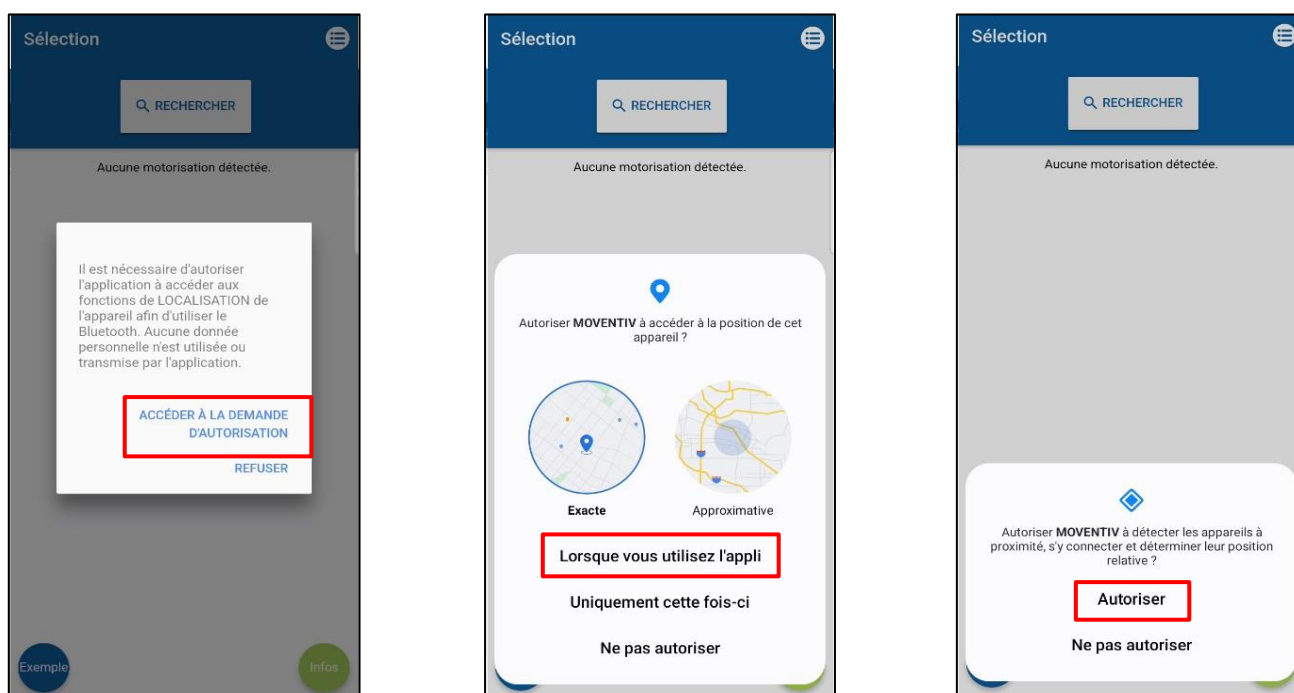 Sélection
RECHERCHER
Aucune motorisation détectée.
Il est nécessaire d'autoriser
l'application à accéder aux
fonctions de LOCALISATION de
l'appareil afin d'utiliser le
Bluetooth. Aucune donnée
personnelle n'est utilisée ou
transmise par l'application.
ACCÉDER À LA DEMANDE
D'AUTORISATION
REFUSER
Exemple
Infos
Sélection
RECHERCHER
Aucune motorisation détectée.
Autoriser MOVENTIV à accéder à la position de cet
appareil ?
Exacte
Approximative
Lorsque vous utilisez l'appli
Uniquement cette fois-ci
Ne pas autoriser
Sélection
RECHERCHER
Aucune motorisation détectée.
Autoriser MOVENTIV à détecter les appareils à
proximité, s'y connecter et déterminer leur position
relative ?
Autoriser
Ne pas autoriser